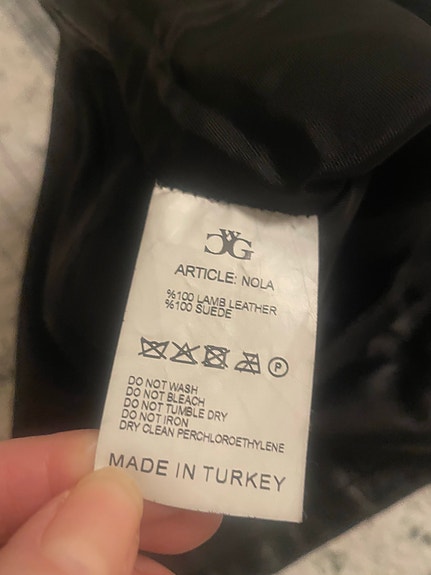 CWG
ARTICLE: NOLA
%100 LAMB LEATHER
%100 SUEDE
P
DO NOT WASH
DO NOT BLEACH
DO NOT TUMBLE DRY
DO NOT IRON
DRY CLEAN PERCHLOROETHYLENE
MADE IN TURKEY